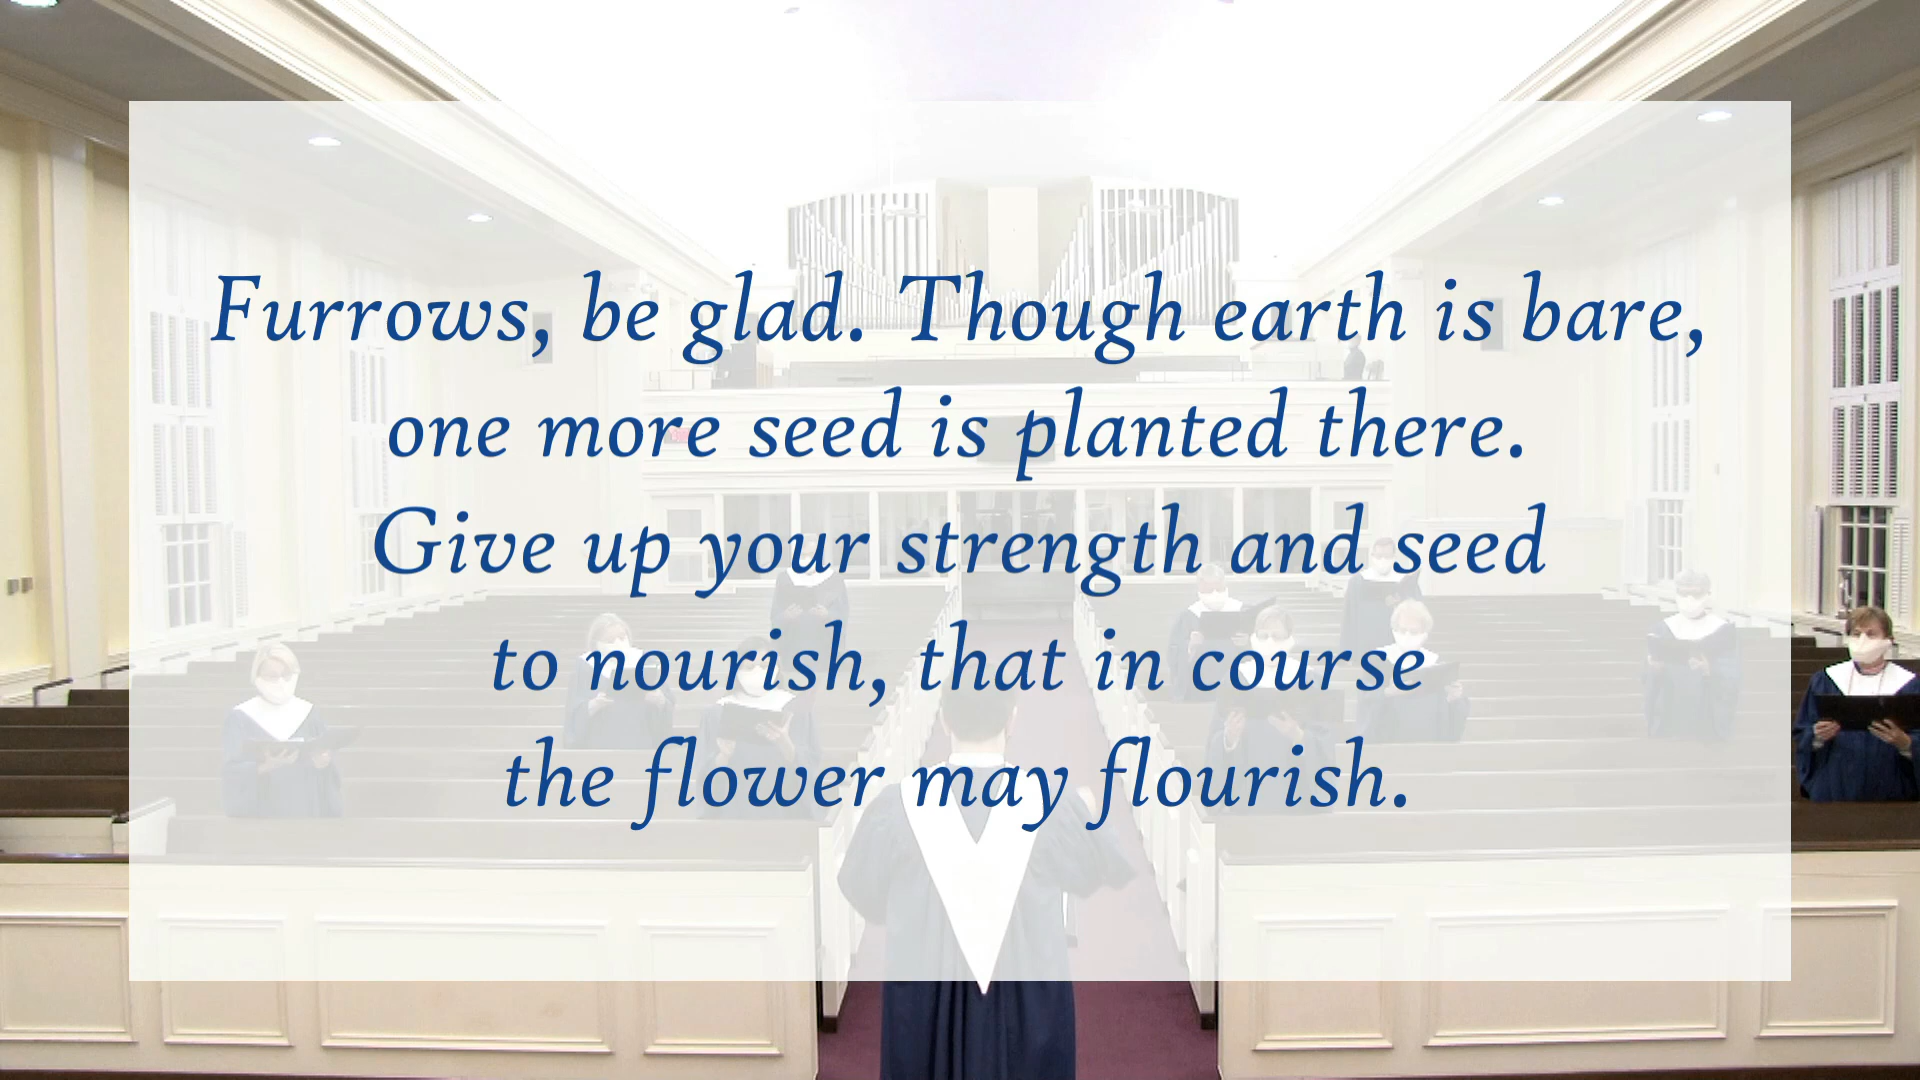 Furrows, be glad. Though earth is bare,
one more seed is planted there.
Give up your strength and seed
to nourish, that in course
the flower may flourish.